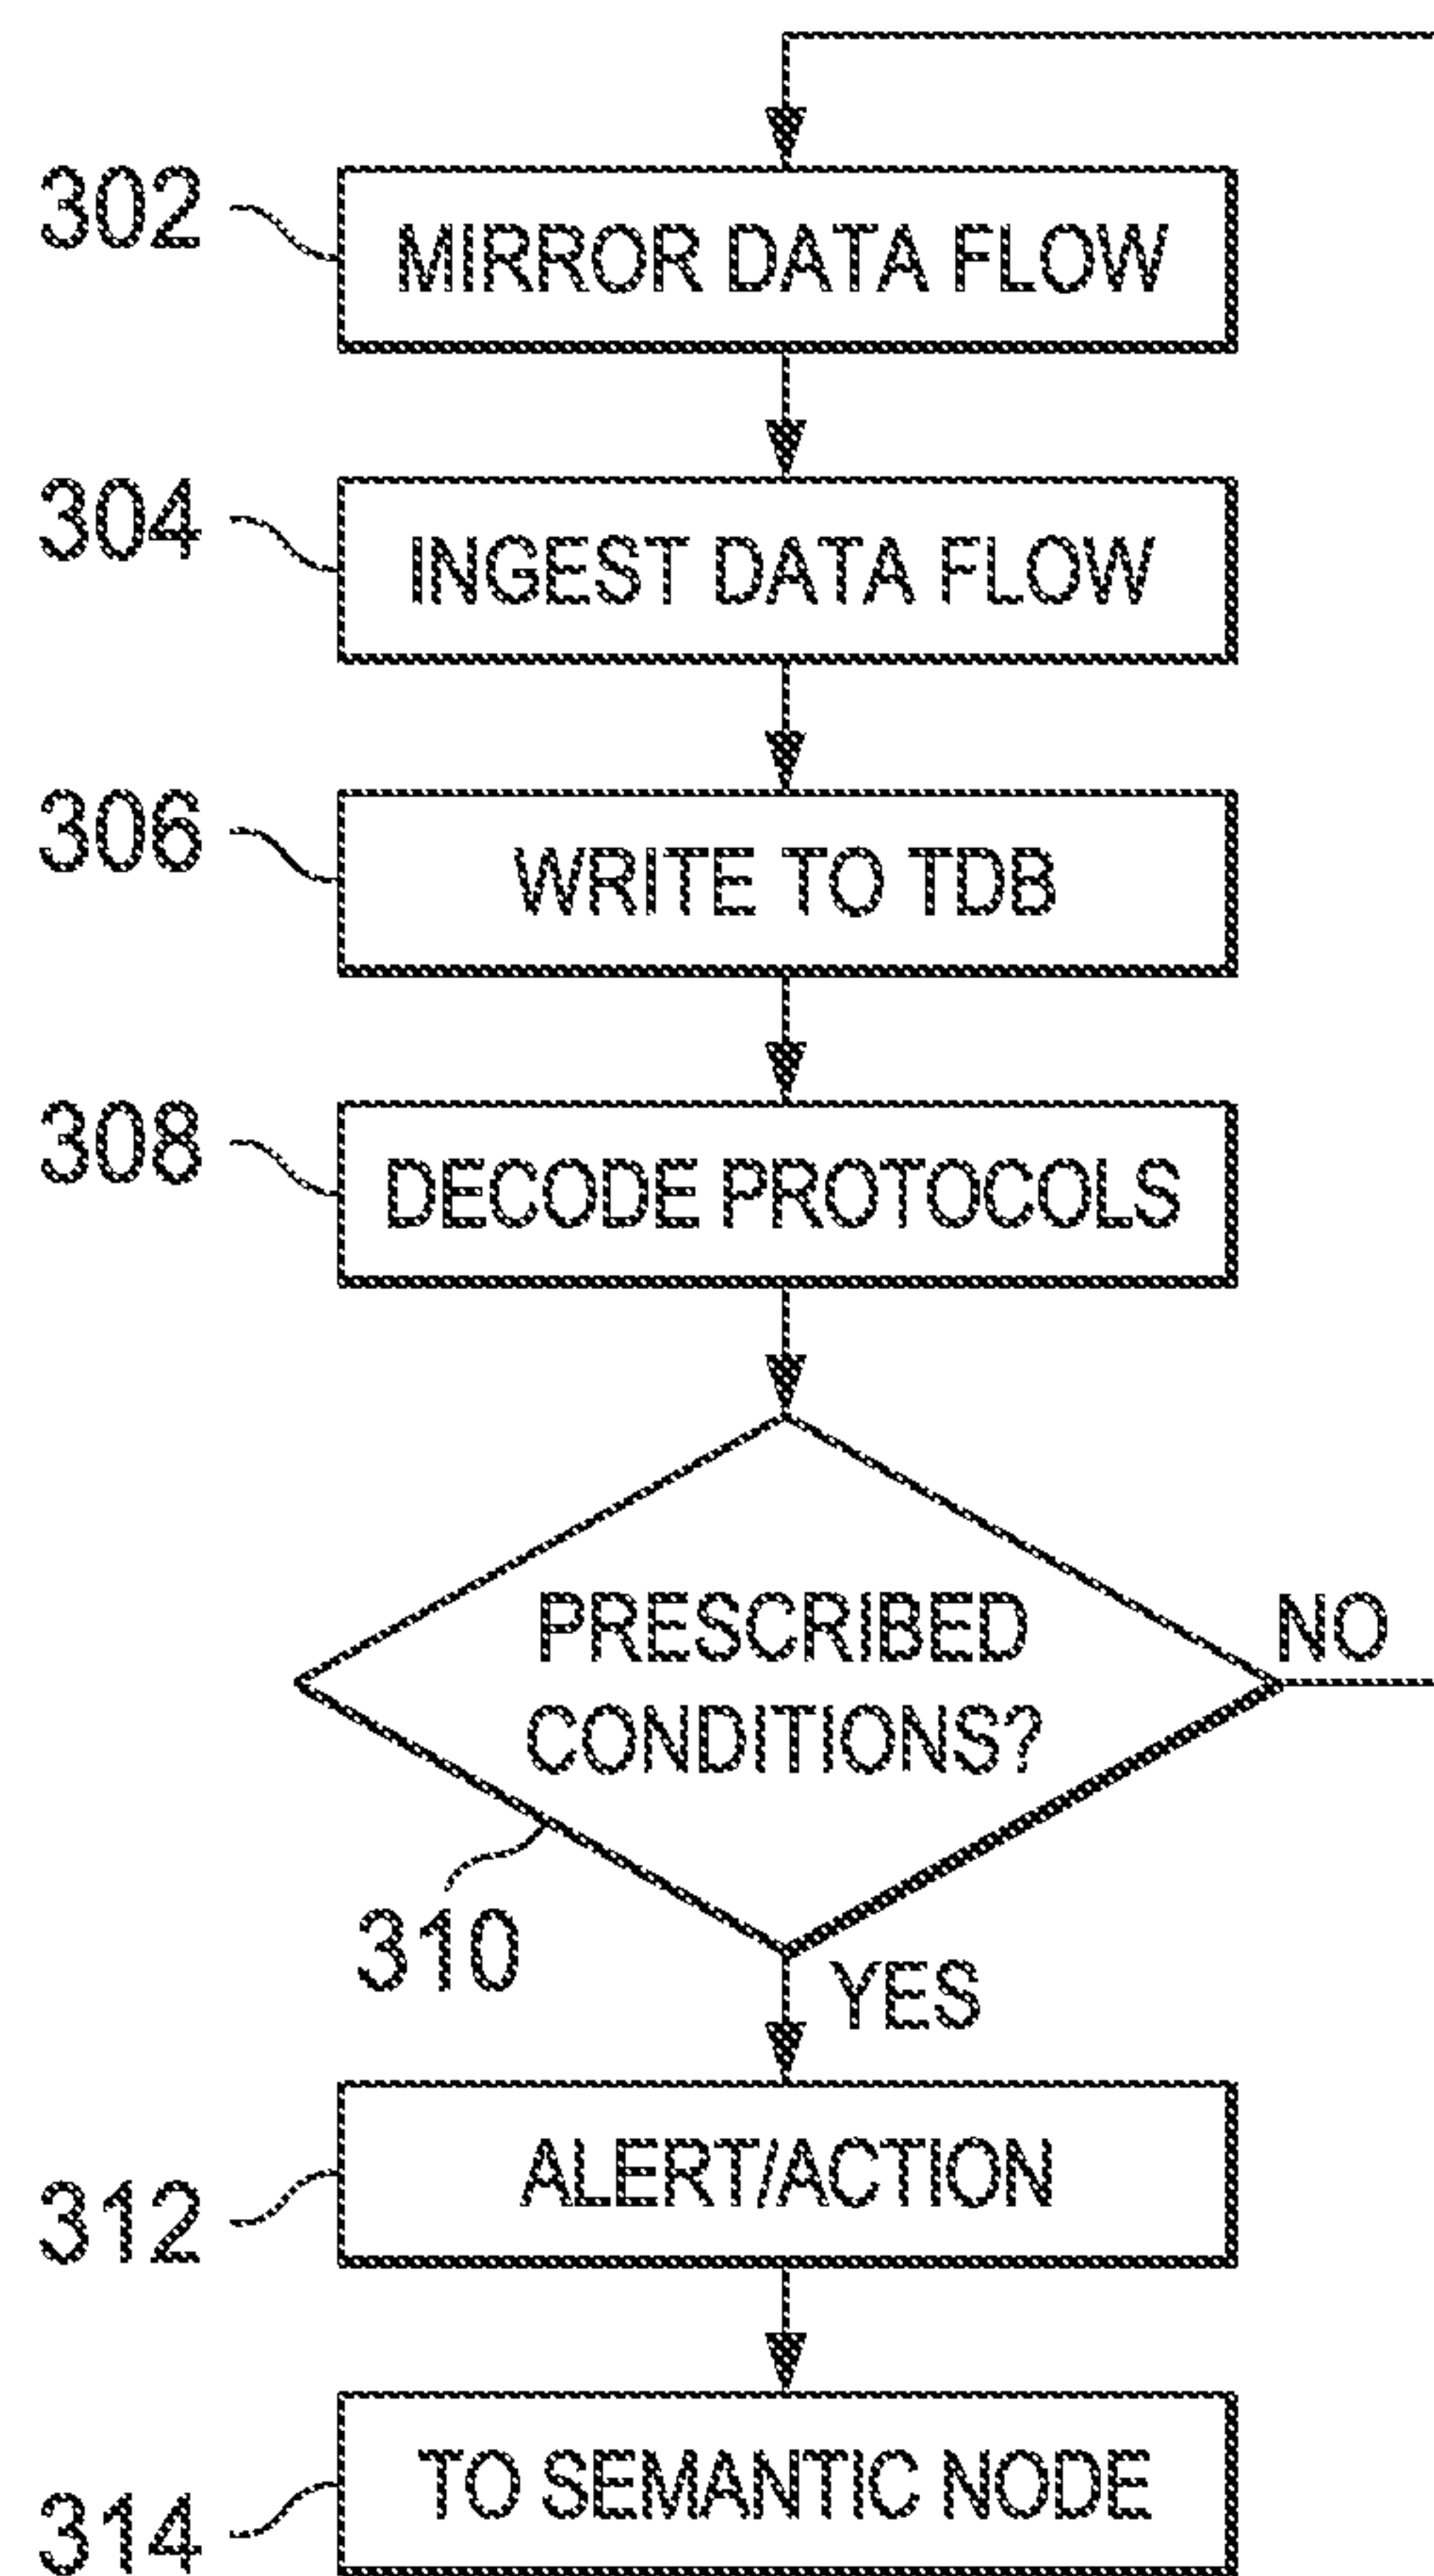 302
MIRROR DATA FLOW
304
INGEST DATA FLOW
306
WRITE TO TDB
308
DECODE PROTOCOLS
PRESCRIBED
CONDITIONS?
NO
310
YES
312
ALERT/ACTION
314
TO SEMANTIC NODE